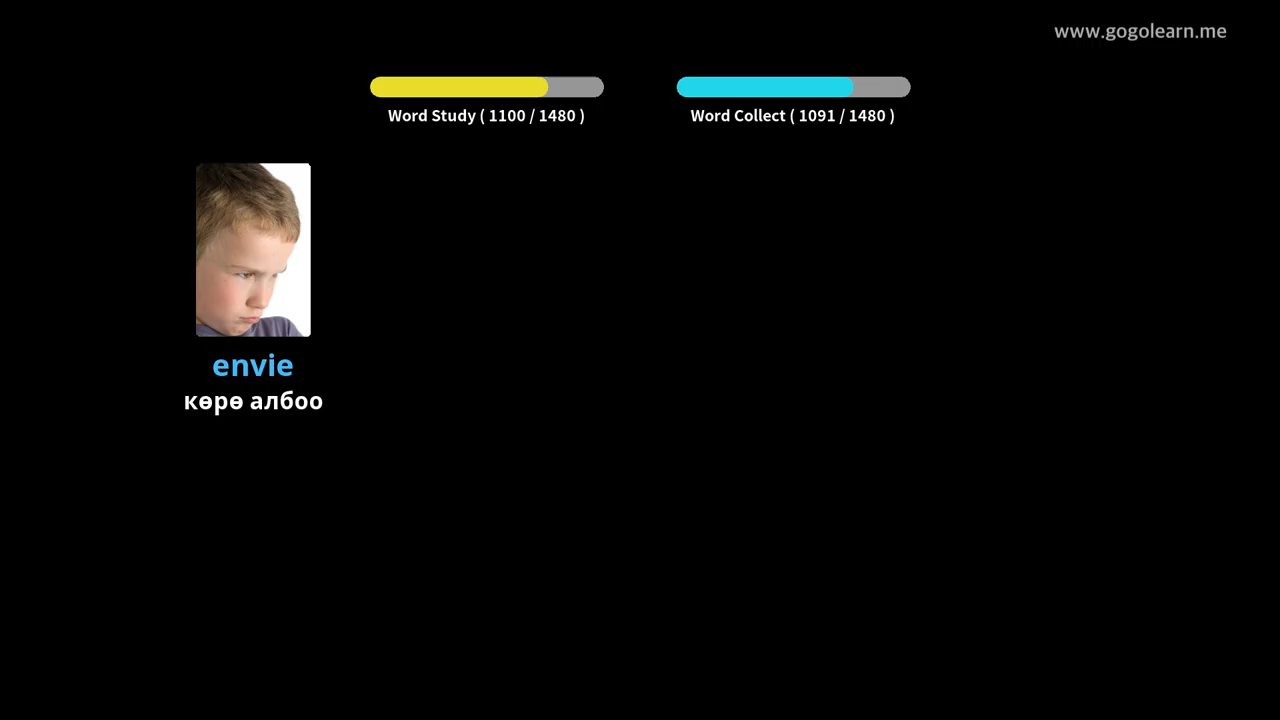 www.gogolearn.me
Word Study ( 1100 / 1480 )
Word Collect ( 1091 / 1480 )
envie
көрө албоо